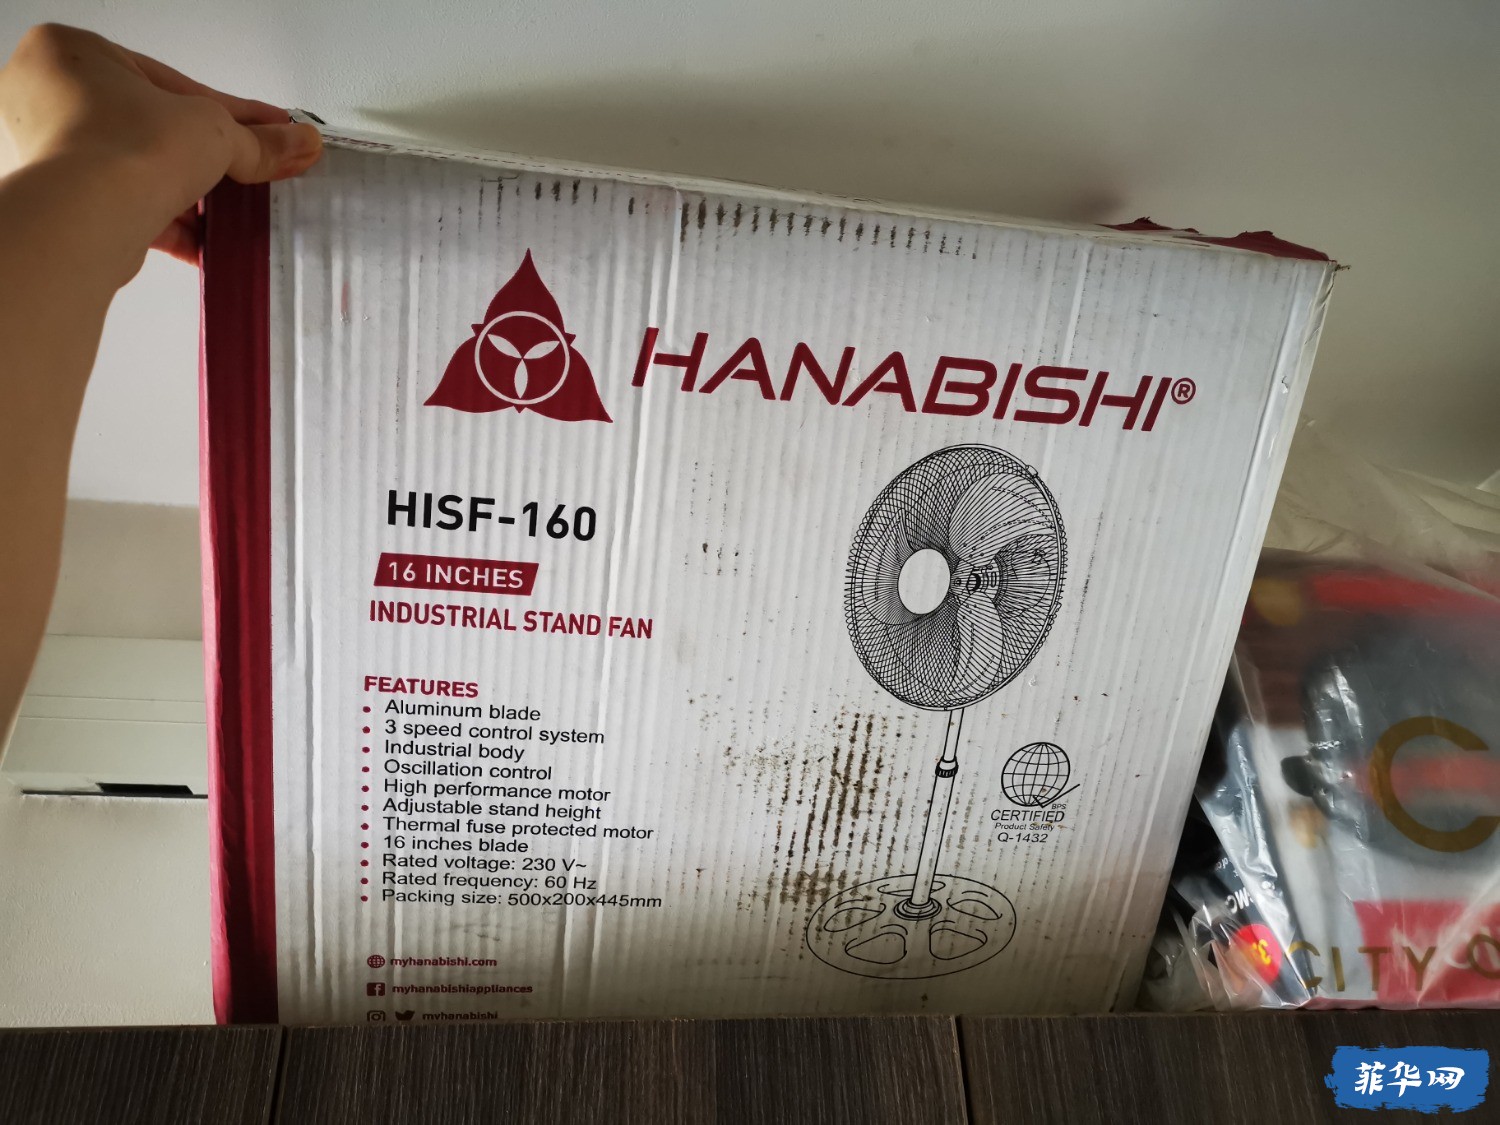 HANABISHI®
HISF-160
16 INCHES
INDUSTRIAL STAND FAN
FEATURES
• Aluminum blade
• 3 speed control system
• Industrial body
• Oscillation control
• High performance motor
• Adjustable stand height
• Thermal fuse protected motor
• 16 inches blade
• Rated voltage: 230 V~
• Rated frequency: 60 Hz
• Packing size: 500x200x445mm
BPS
CERTIFIED
Product Safety
Q-1432
myhanabishi.com
myhanabishiappliances
myhanabishi
CITY
菲华网